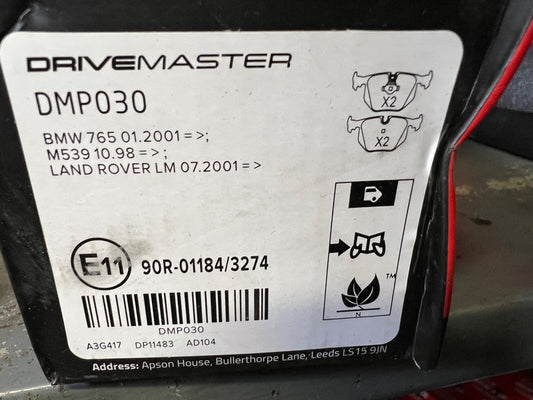 DRIVEMASTER
DMP030
X2
X2
BMW 765 01.2001 = >;
M539 10.98 = > ;
LAND ROVER LM 07.2001 = >
E11 90R-01184/3274
TM
N
DMP030
A3G417 DP11483 AD104
Address: Apson House, Bullerthorpe Lane, Leeds LS15 9JN